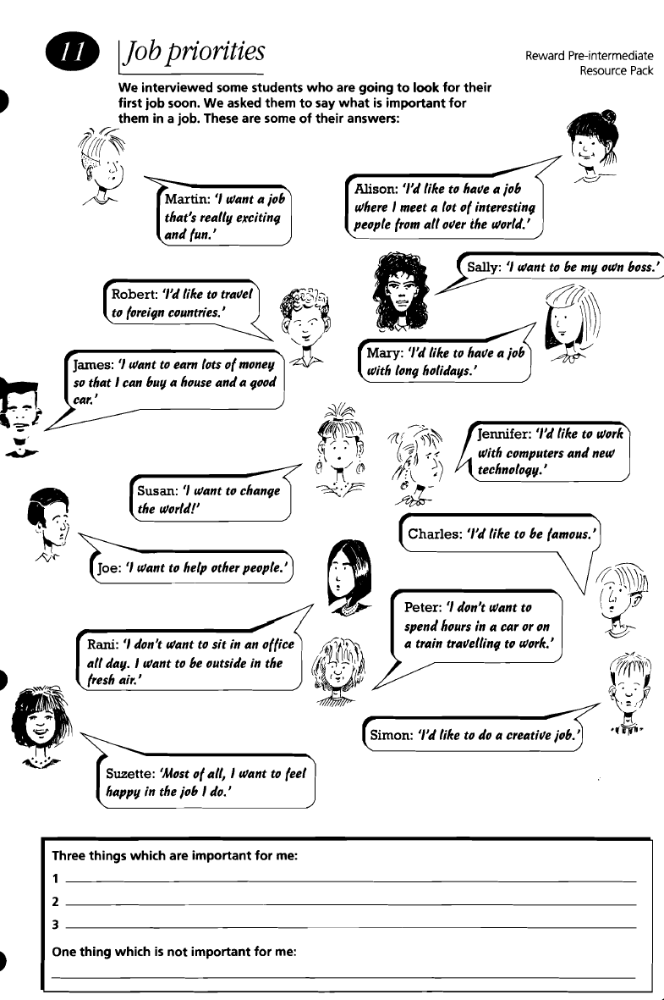 11
Job priorities
Reward Pre-intermediate
Resource Pack
We interviewed some students who are going to look for their
first job soon. We asked them to say what is important for
them in a job. These are some of their answers:
Martin: 'I want a job
that's really exciting
and fun.'
Alison: 'I'd like to have a job
where I meet a lot of interesting
people from all over the world.'
Sally: 'I want to be my own boss.'
Robert: 'I'd like to travel
to foreign countries.'
Mary: 'I'd like to have a job
with long holidays.'
James: 'I want to earn lots of money
so that I can buy a house and a good
car.'
Jennifer: 'I'd like to work
with computers and new
technology.'
Susan: 'I want to change
the world!'
Charles: 'I'd like to be famous.'
Joe: 'I want to help other people.'
Peter: 'I don't want to
spend hours in a car or on
a train travelling to work.'
Rani: 'I don't want to sit in an office
all day. I want to be outside in the
fresh air.'
Simon: 'I'd like to do a creative job.'
Suzette: 'Most of all, I want to feel
happy in the job I do.'
Three things which are important for me:
1
2
3
One thing which is not important for me: